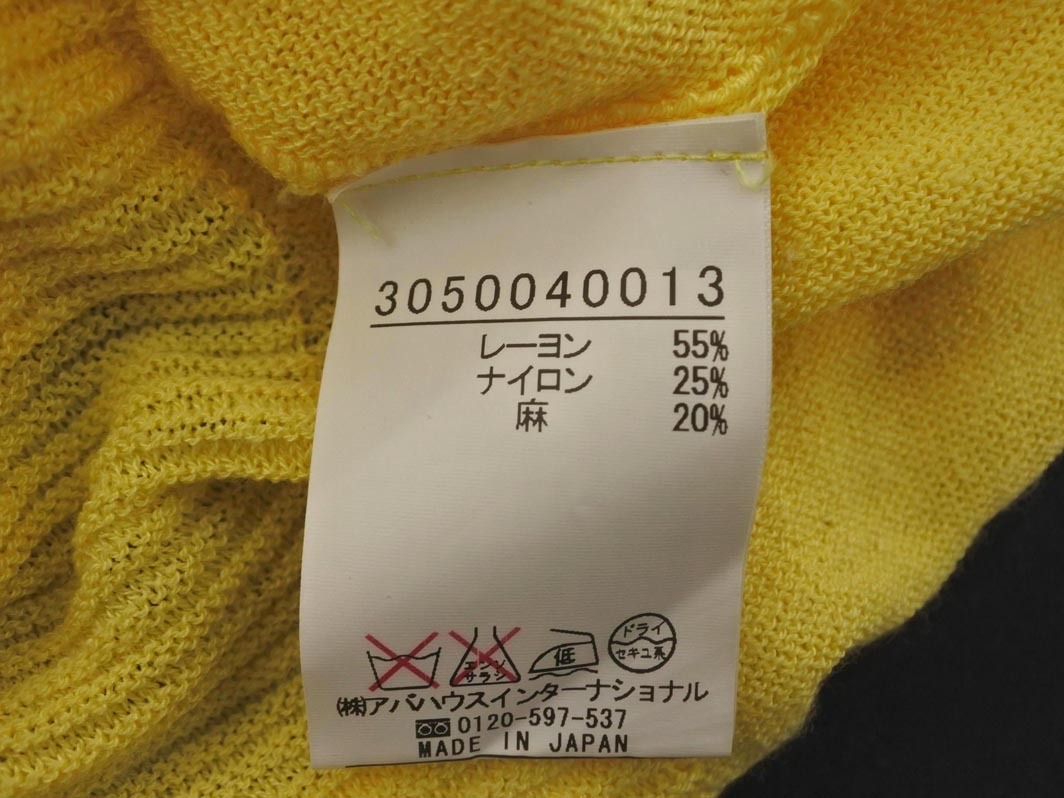 3050040013
レーヨン 55%
ナイロン 25%
麻 20%
エンソ
サラシ
低
ドライ
セキユ系
(株)アバハウスインターナショナル
0120-597-537
MADE IN JAPAN